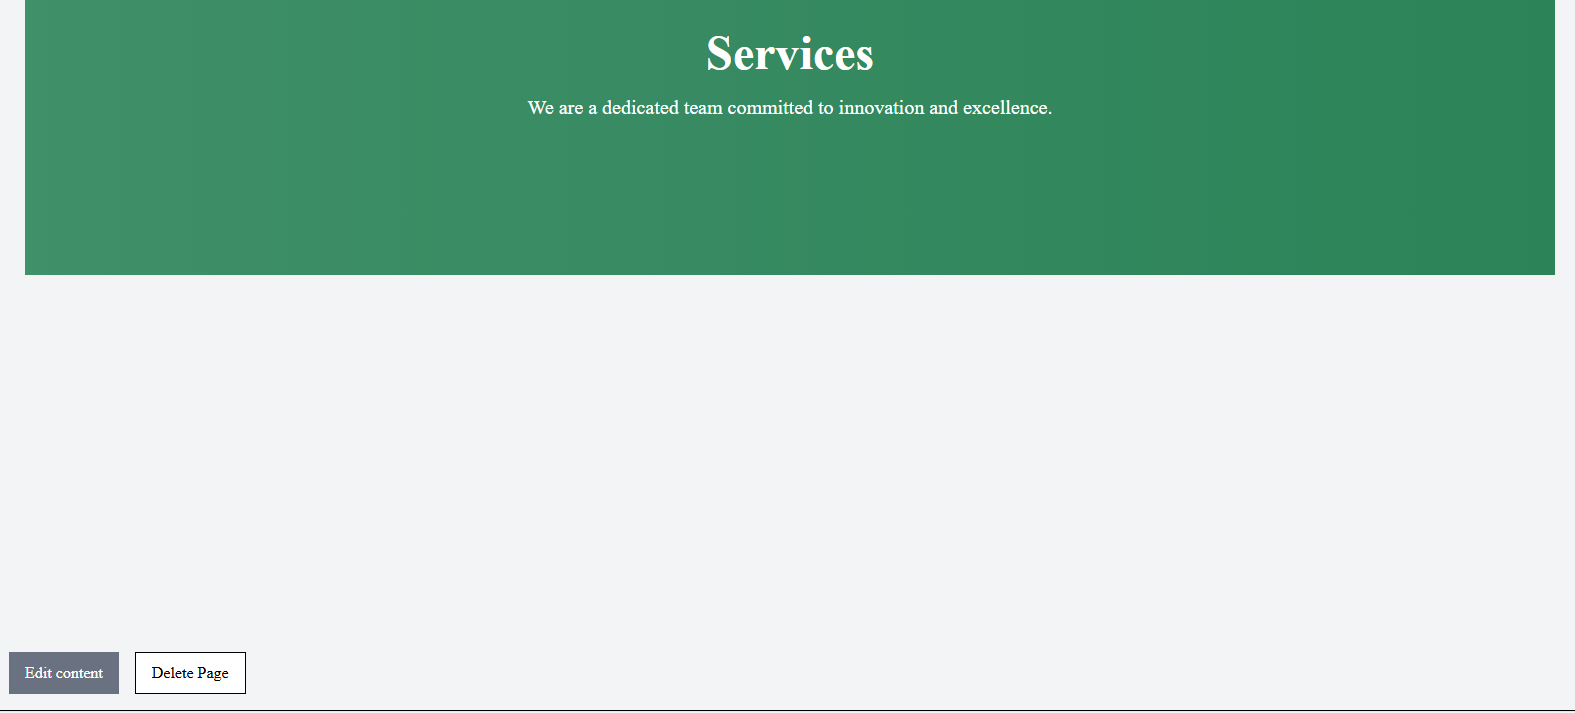 Services
We are a dedicated team committed to innovation and excellence.
Edit content
Delete Page